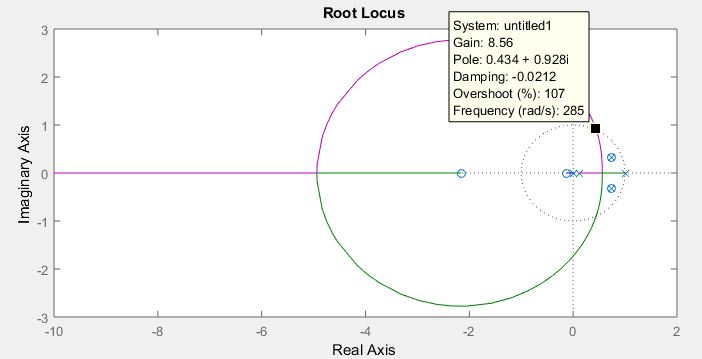 Root Locus
System: untitled1
Gain: 8.56
Pole: 0.434 + 0.928i
Damping: -0.0212
Overshoot (%): 107
Frequency (rad/s): 285
Imaginary Axis
3
2
1
0
-1
-2
-3
-10
-8
-6
-4
-2
0
2
Real Axis